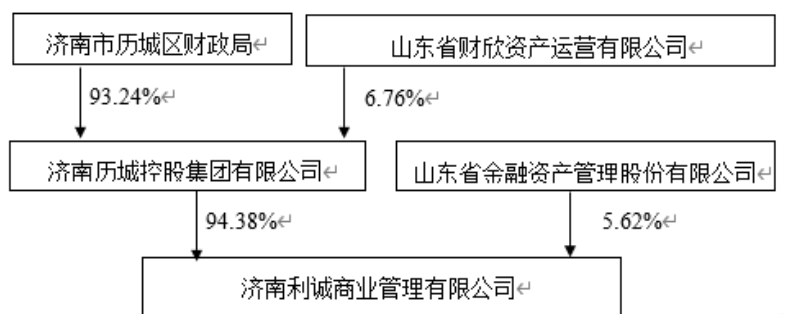 济南市历城区财政局↵
山东省财欣资产运营有限公司↵
93.24%↵
6.76%↵
济南历城控股集团有限公司↵
山东省金融资产管理股份有限公司↵
94.38%↵
5.62%↵
济南利诚商业管理有限公司↵